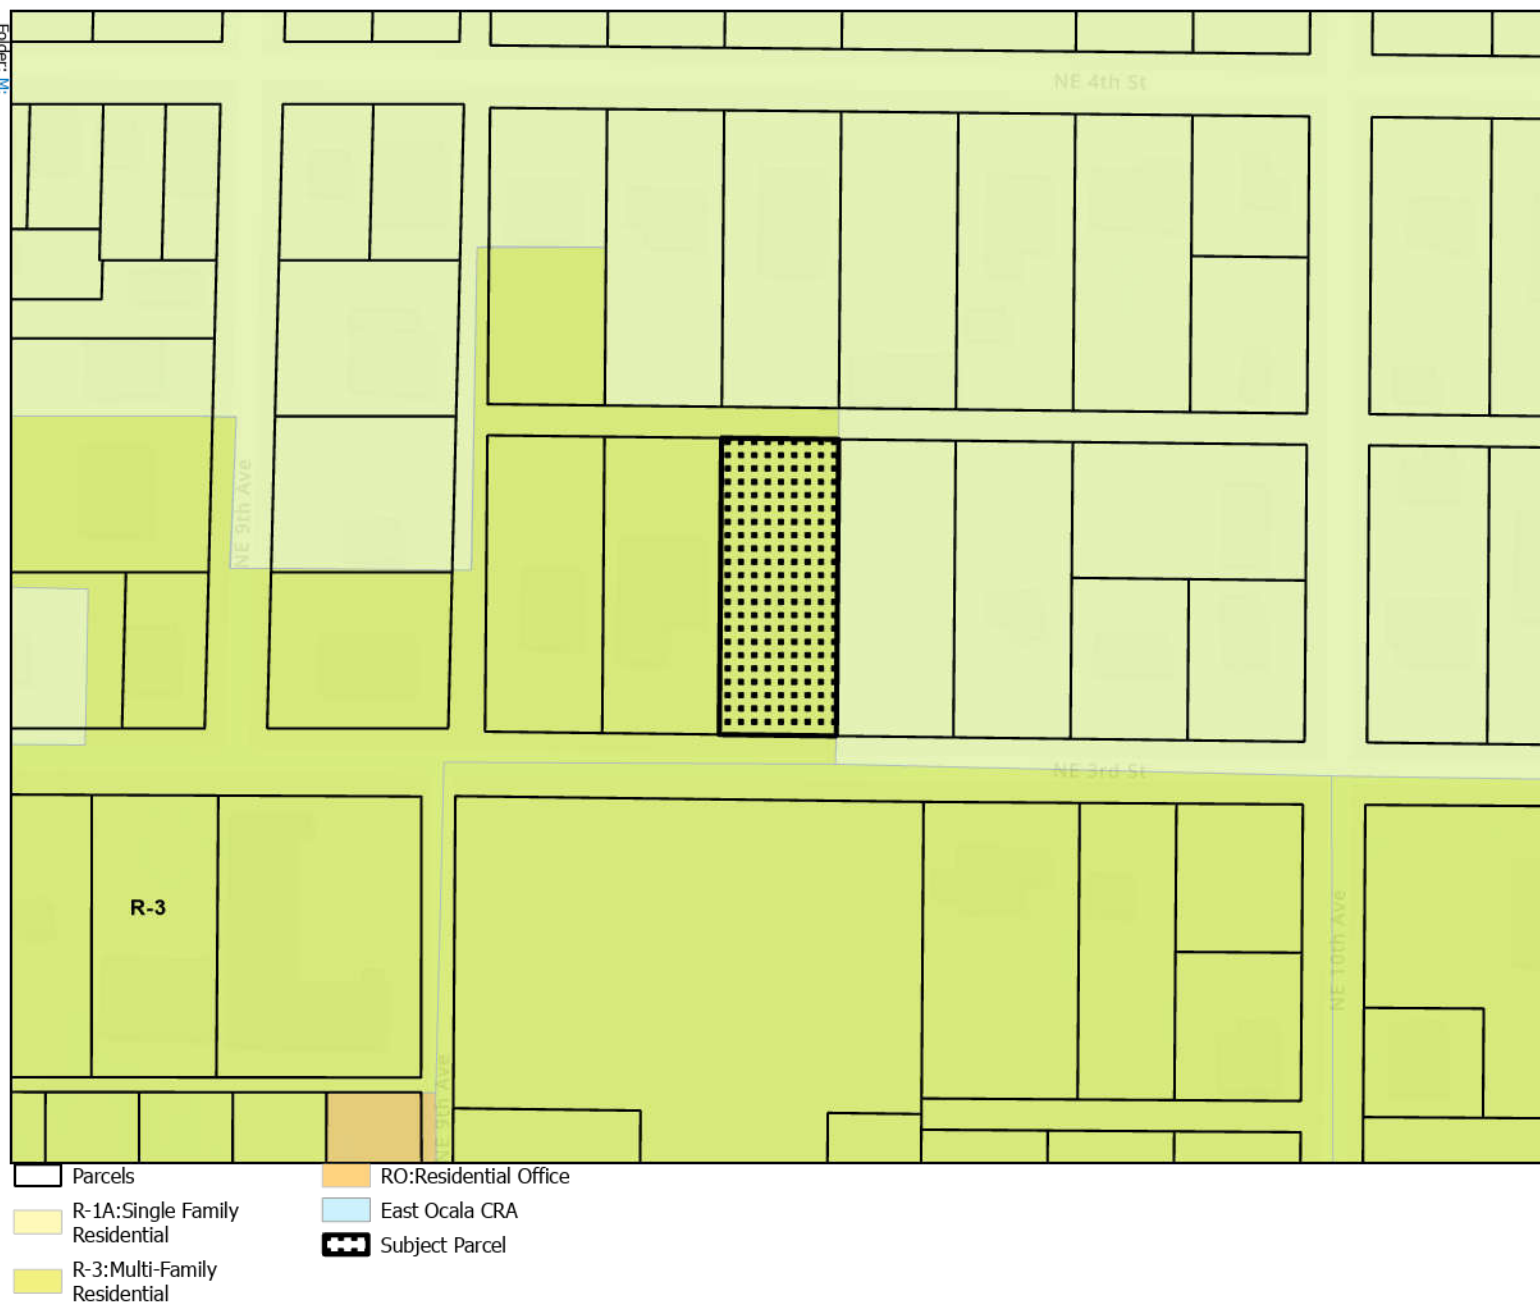 Folder: M:
NE 4th St
NE 9th Ave
NE 3rd St
R-3
NE 10th Ave
NE 9th Ave
Parcels
R-1A:Single Family
Residential
R-3:Multi-Family
Residential
RO:Residential Office
East Ocala CRA
Subject Parcel